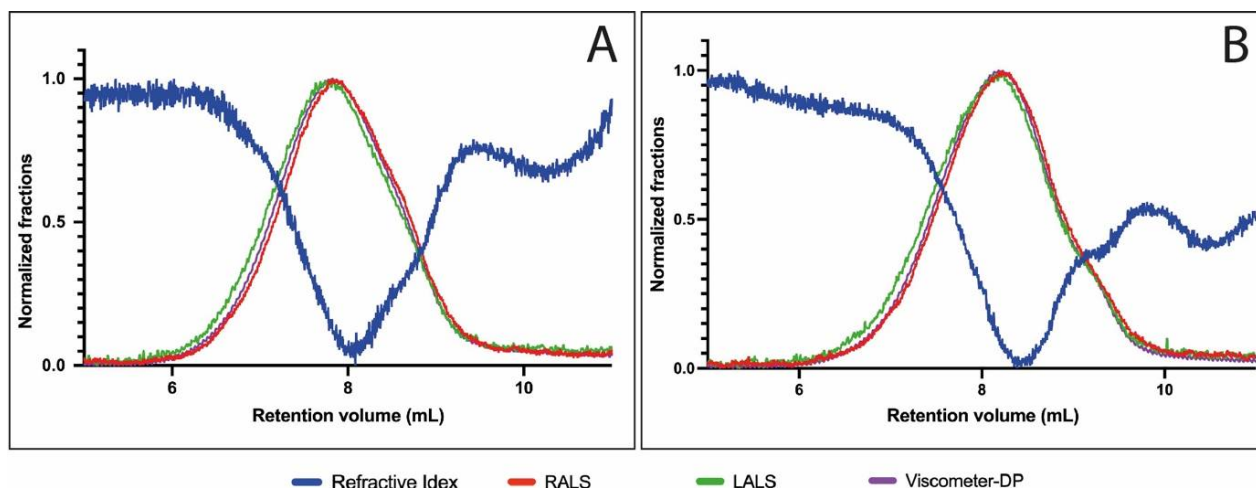 A
1.0
0.5
0.0
Normalized fractions
6 8 10
Retention volume (mL)
B
1.0
0.5
0.0
Normalized fractions
6 8 10
Retention volume (mL)
Refractive Idex RALS LALS Viscometer-DP